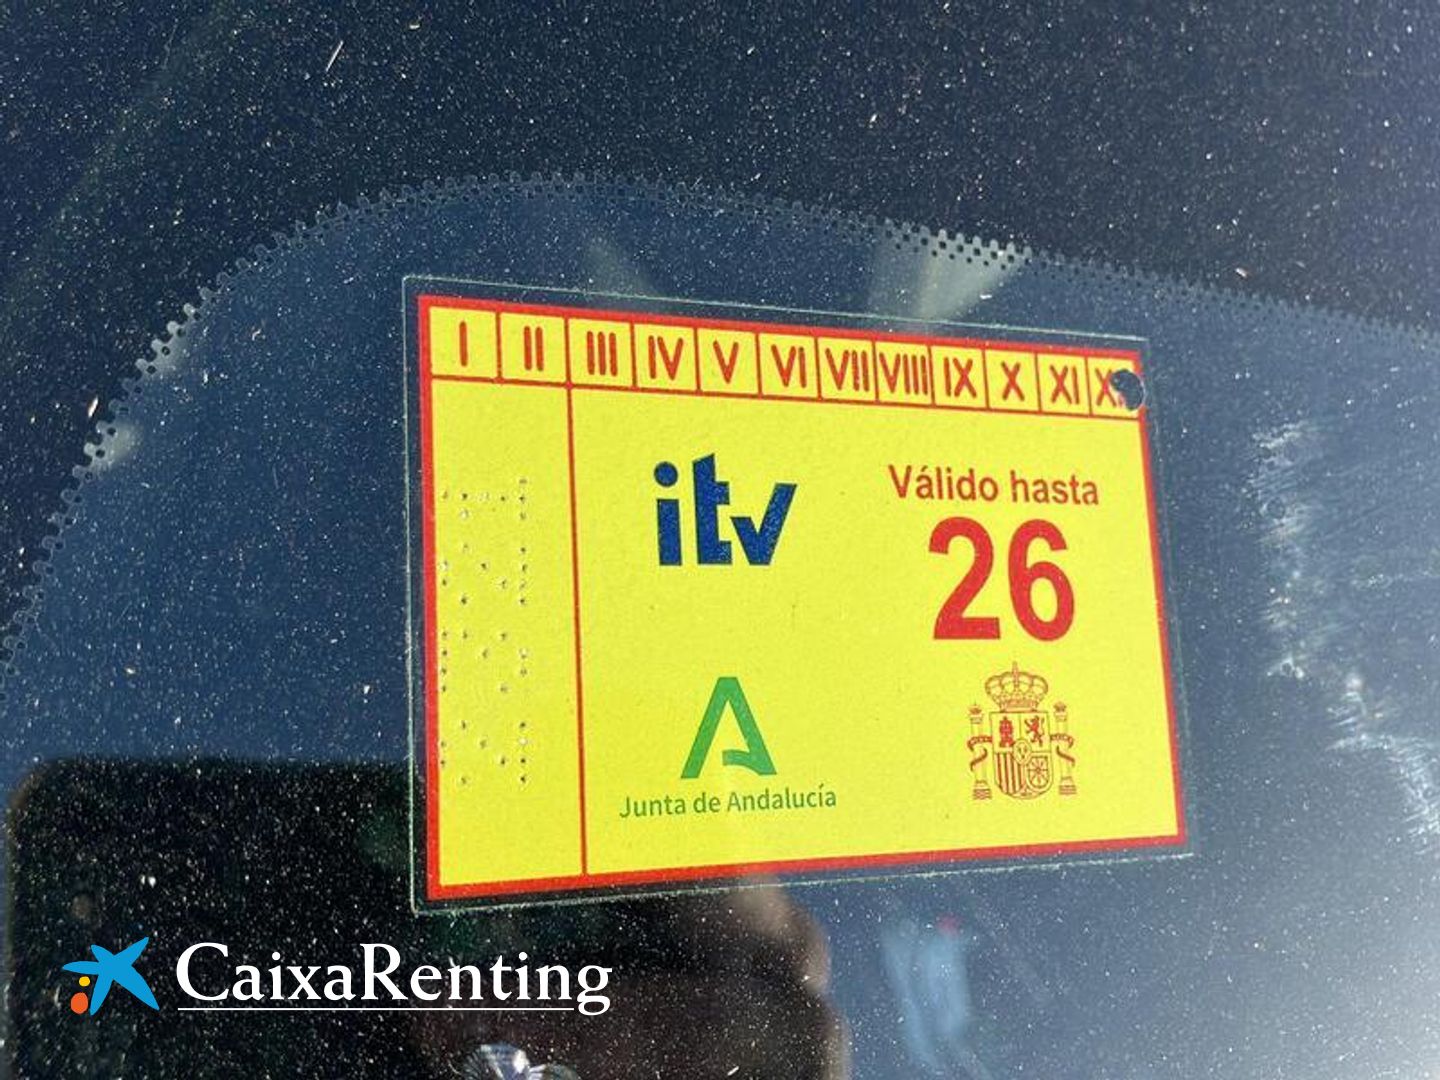 I II III IV V VI VII VIII IX X XI
itv
Válido hasta
26
Junta de Andalucía
CaixaRenting